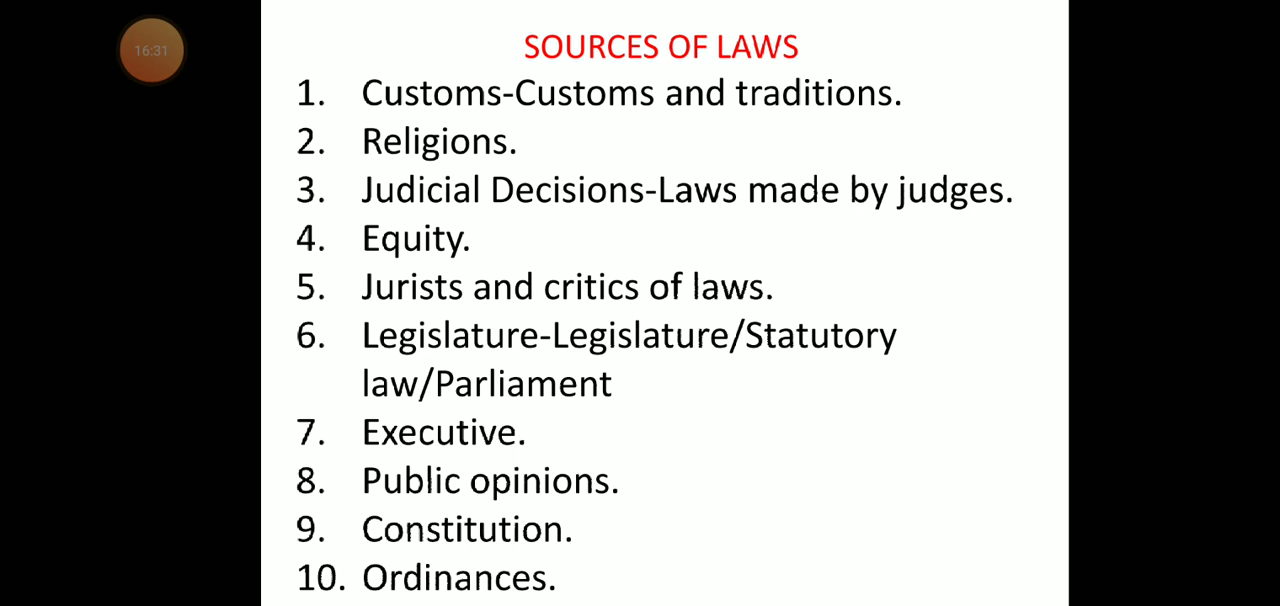 16:31
SOURCES OF LAWS
1. Customs-Customs and traditions.
2. Religions.
3. Judicial Decisions-Laws made by judges.
4. Equity.
5. Jurists and critics of laws.
6. Legislature-Legislature/Statutory
law/Parliament
7. Executive.
8. Public opinions.
9. Constitution.
10. Ordinances.